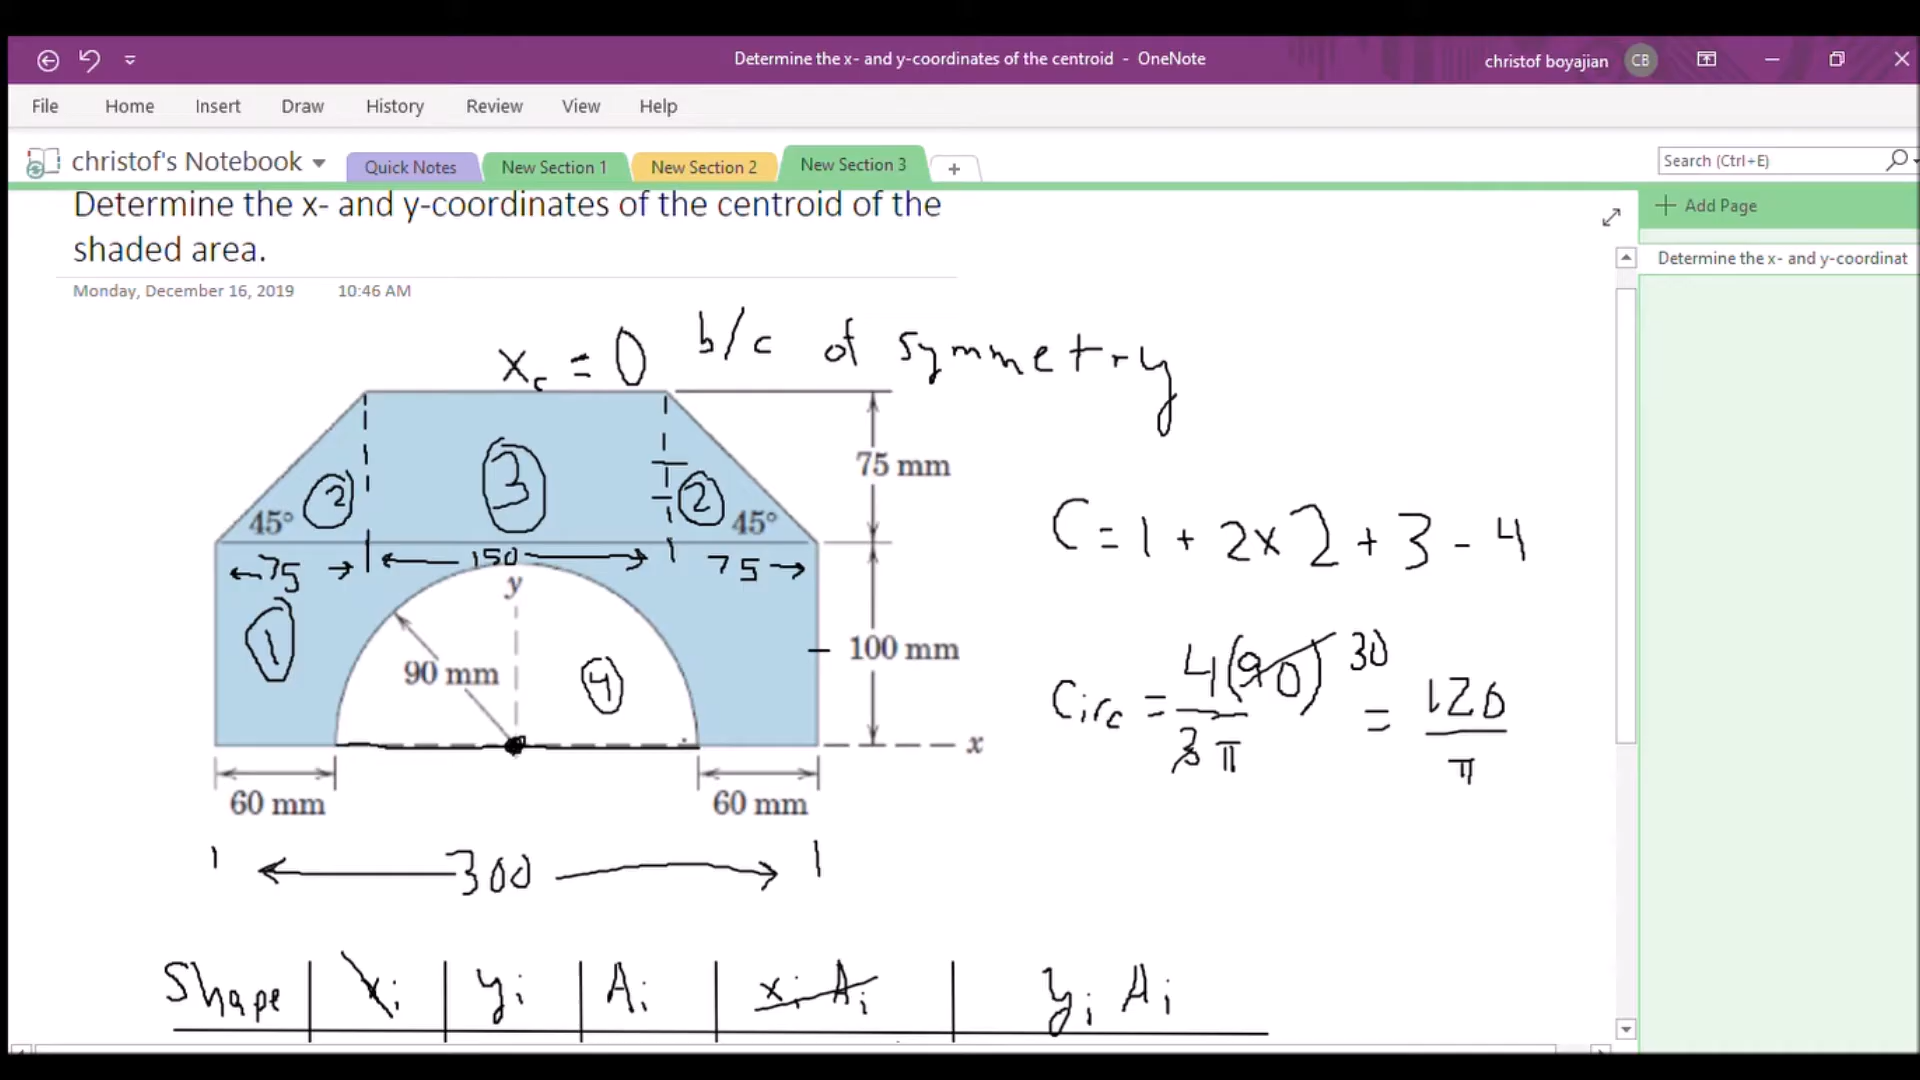 Determine the x- and y-coordinates of the centroid - OneNote
christof boyajian CB
File Home Insert Draw History Review View Help
christof's Notebook Quick Notes New Section 1 New Section 2 New Section 3 +
Search (Ctrl+E)
Determine the x- and y-coordinates of the centroid of the
shaded area.
Add Page
Determine the x- and y-coordinat
Monday, December 16, 2019 10:46 AM
xc = 0 b/c of symmetry
75 mm
2 3 2
45° 45°
75 150 75
C = 1 + 2x2 + 3 - 4
y
1
100 mm
90 mm 4
Circ = 4(90) 30 / 3π = 120 / π
x
60 mm 60 mm
300
Shape xi yi Ai xi Ai yi Ai